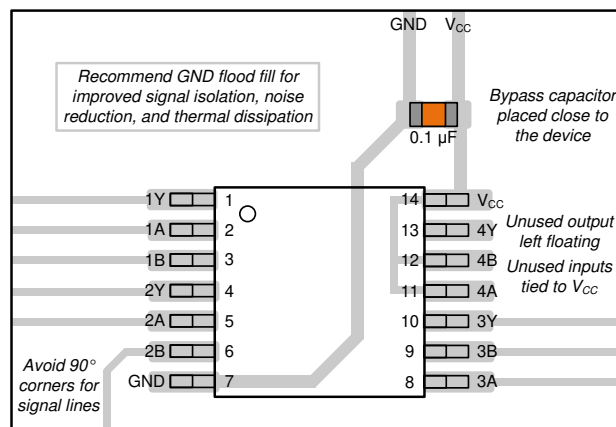 GND VCC
Recommend GND flood fill for
improved signal isolation, noise
reduction, and thermal dissipation
0.1 µF
Bypass capacitor
placed close to
the device
1Y 1 14 VCC
1A 2 13 4Y
1B 3 12 4B
2Y 4 11 4A
2A 5 10 3Y
2B 6 9 3B
GND 7 8 3A
Unused output
left floating
Unused inputs
tied to VCC
Avoid 90°
corners for
signal lines